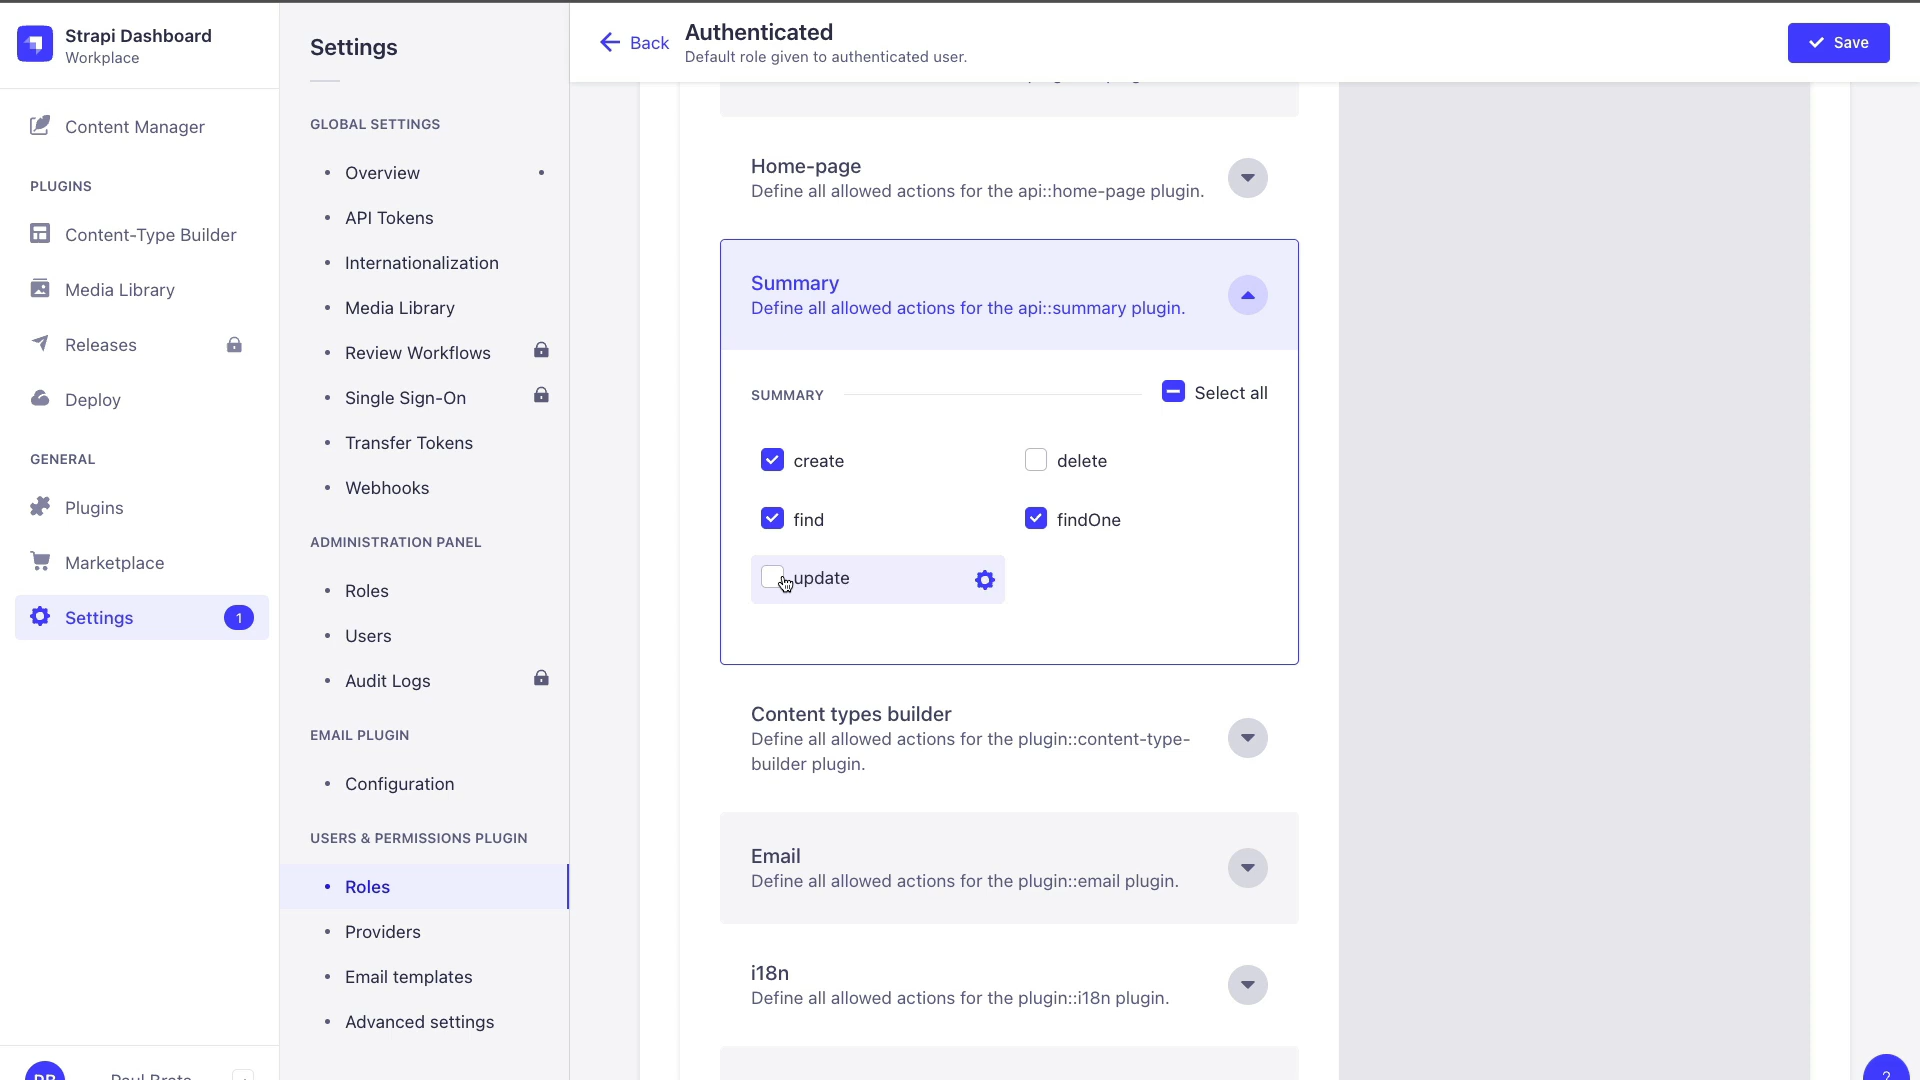 Strapi Dashboard
Workplace
Content Manager
PLUGINS
Content-Type Builder
Media Library
Releases
Deploy
GENERAL
Plugins
Marketplace
Settings
1
Settings
GLOBAL SETTINGS
Overview
API Tokens
Internationalization
Media Library
Review Workflows
Single Sign-On
Transfer Tokens
Webhooks
ADMINISTRATION PANEL
Roles
Users
Audit Logs
EMAIL PLUGIN
Configuration
USERS & PERMISSIONS PLUGIN
Roles
Providers
Email templates
Advanced settings
Back
Authenticated
Default role given to authenticated user.
Save
Home-page
Define all allowed actions for the api::home-page plugin.
Summary
Define all allowed actions for the api::summary plugin.
SUMMARY
Select all
create
delete
find
findOne
update
Content types builder
Define all allowed actions for the plugin::content-type-
builder plugin.
Email
Define all allowed actions for the plugin::email plugin.
i18n
Define all allowed actions for the plugin::i18n plugin.
?